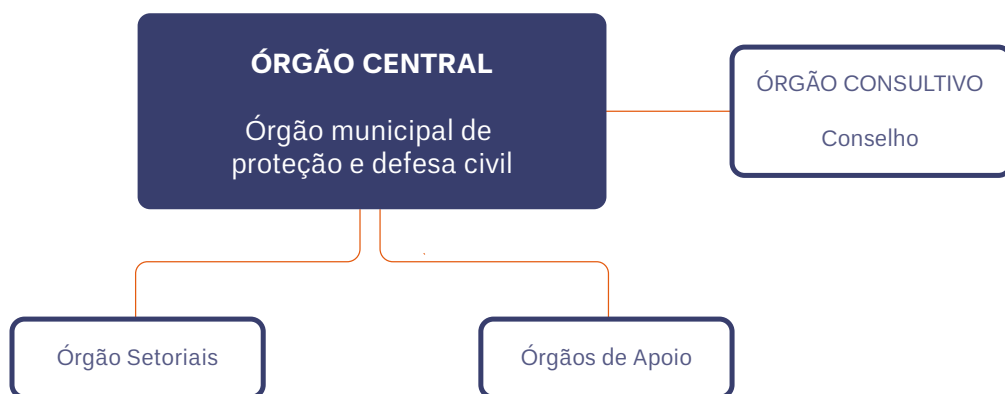 ÓRGÃO CENTRAL
Órgão municipal de
proteção e defesa civil
ÓRGÃO CONSULTIVO
Conselho
Órgão Setoriais
Órgãos de Apoio